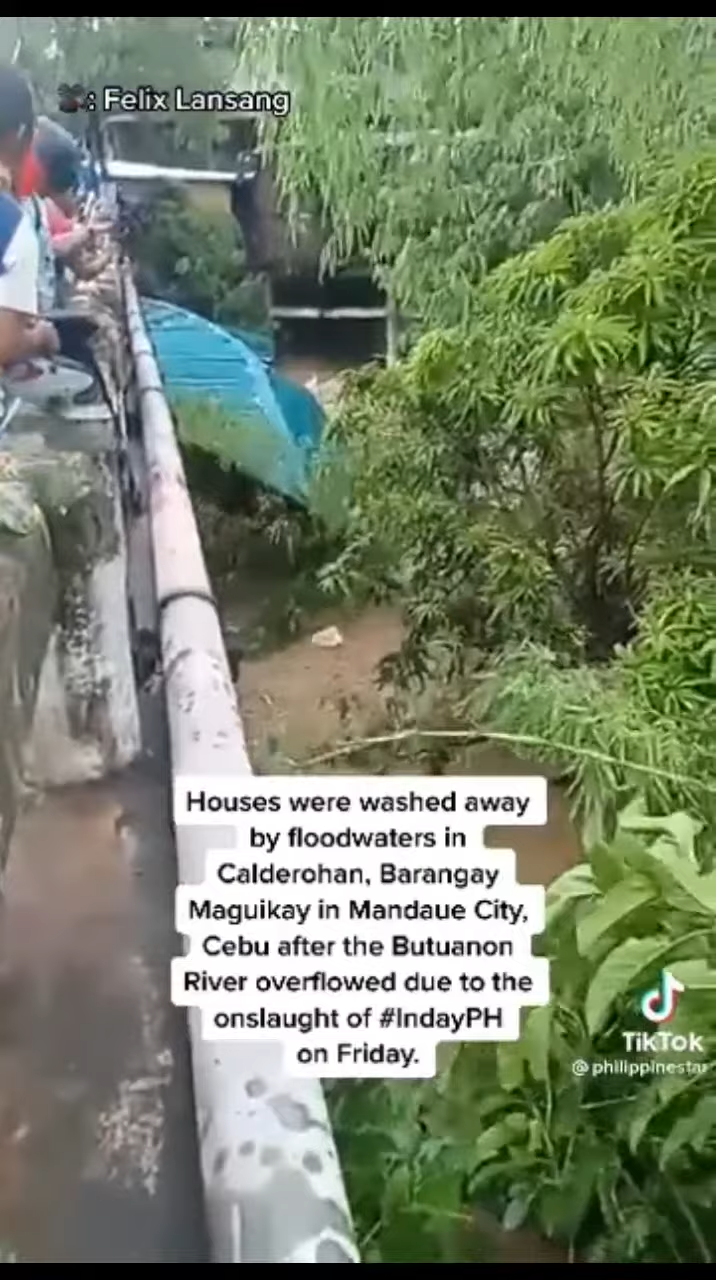 : Felix Lansang
Houses were washed away
by floodwaters in
Calderohan, Barangay
Maguikay in Mandaue City,
Cebu after the Butuanon
River overflowed due to the
onslaught of #IndayPH
on Friday.
TikTok
@philippinestar